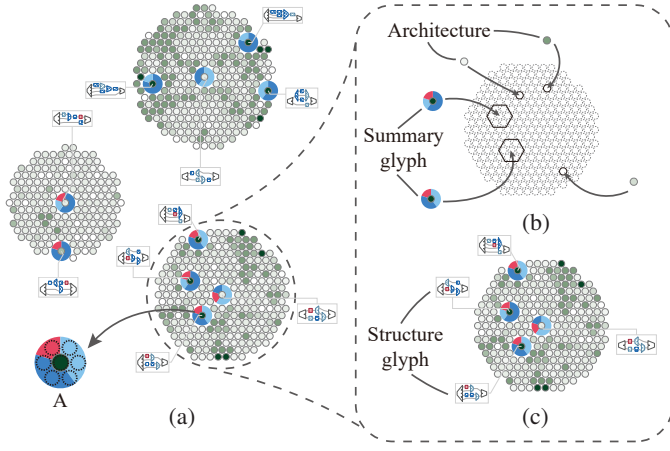 Architecture
Summary
glyph
(b)
Structure
glyph
A
(a)
(c)